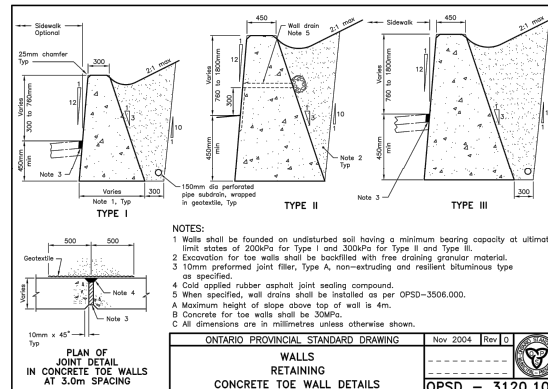 Sidewalk
Optional
25mm chamfer
Typ
300
Varies
300 to 760mm
12
1
2:1 max
1
3
1
10
450mm
min
Note 3
Varies
Note 1, Typ
300
TYPE I
150mm dia perforated
pipe subdrain, wrapped
in geotextile, Typ
450
Wall drain
Note 5
2:1 max
Varies
760 to 1800mm
1
12
300
1
3
1
10
450mm
min
Note 2
Typ
TYPE II
Sidewalk
450
2:1 max
Varies
760 to 1800mm
1
12
1
3
1
10
450mm
min
Note 3
300
TYPE III
500
500
Geotextile
Varies
Note 4
Note 3
10mm x 45°
Typ
PLAN OF
JOINT DETAIL
IN CONCRETE TOE WALLS
AT 3.0m SPACING
NOTES:
1 Walls shall be founded on undisturbed soil having a minimum bearing capacity at ultimat
limit states of 200kPa for Type I and 300kPa for Type II and Type III.
2 Excavation for toe walls shall be backfilled with free draining granular material.
3 10mm preformed joint filler, Type A, non-extruding and resilient bituminous type
as specified.
4 Cold applied rubber asphalt joint sealing compound.
5 When specified, wall drains shall be installed as per OPSD-3506.000.
A Maximum height of slope above top of wall is 4m.
B Concrete for toe walls shall be 30MPa.
C All dimensions are in millimetres unless otherwise shown.
ONTARIO PROVINCIAL STANDARD DRAWING
Nov 2004
Rev 0
WALLS
RETAINING
CONCRETE TOE WALL DETAILS
OPSD - 3120.10